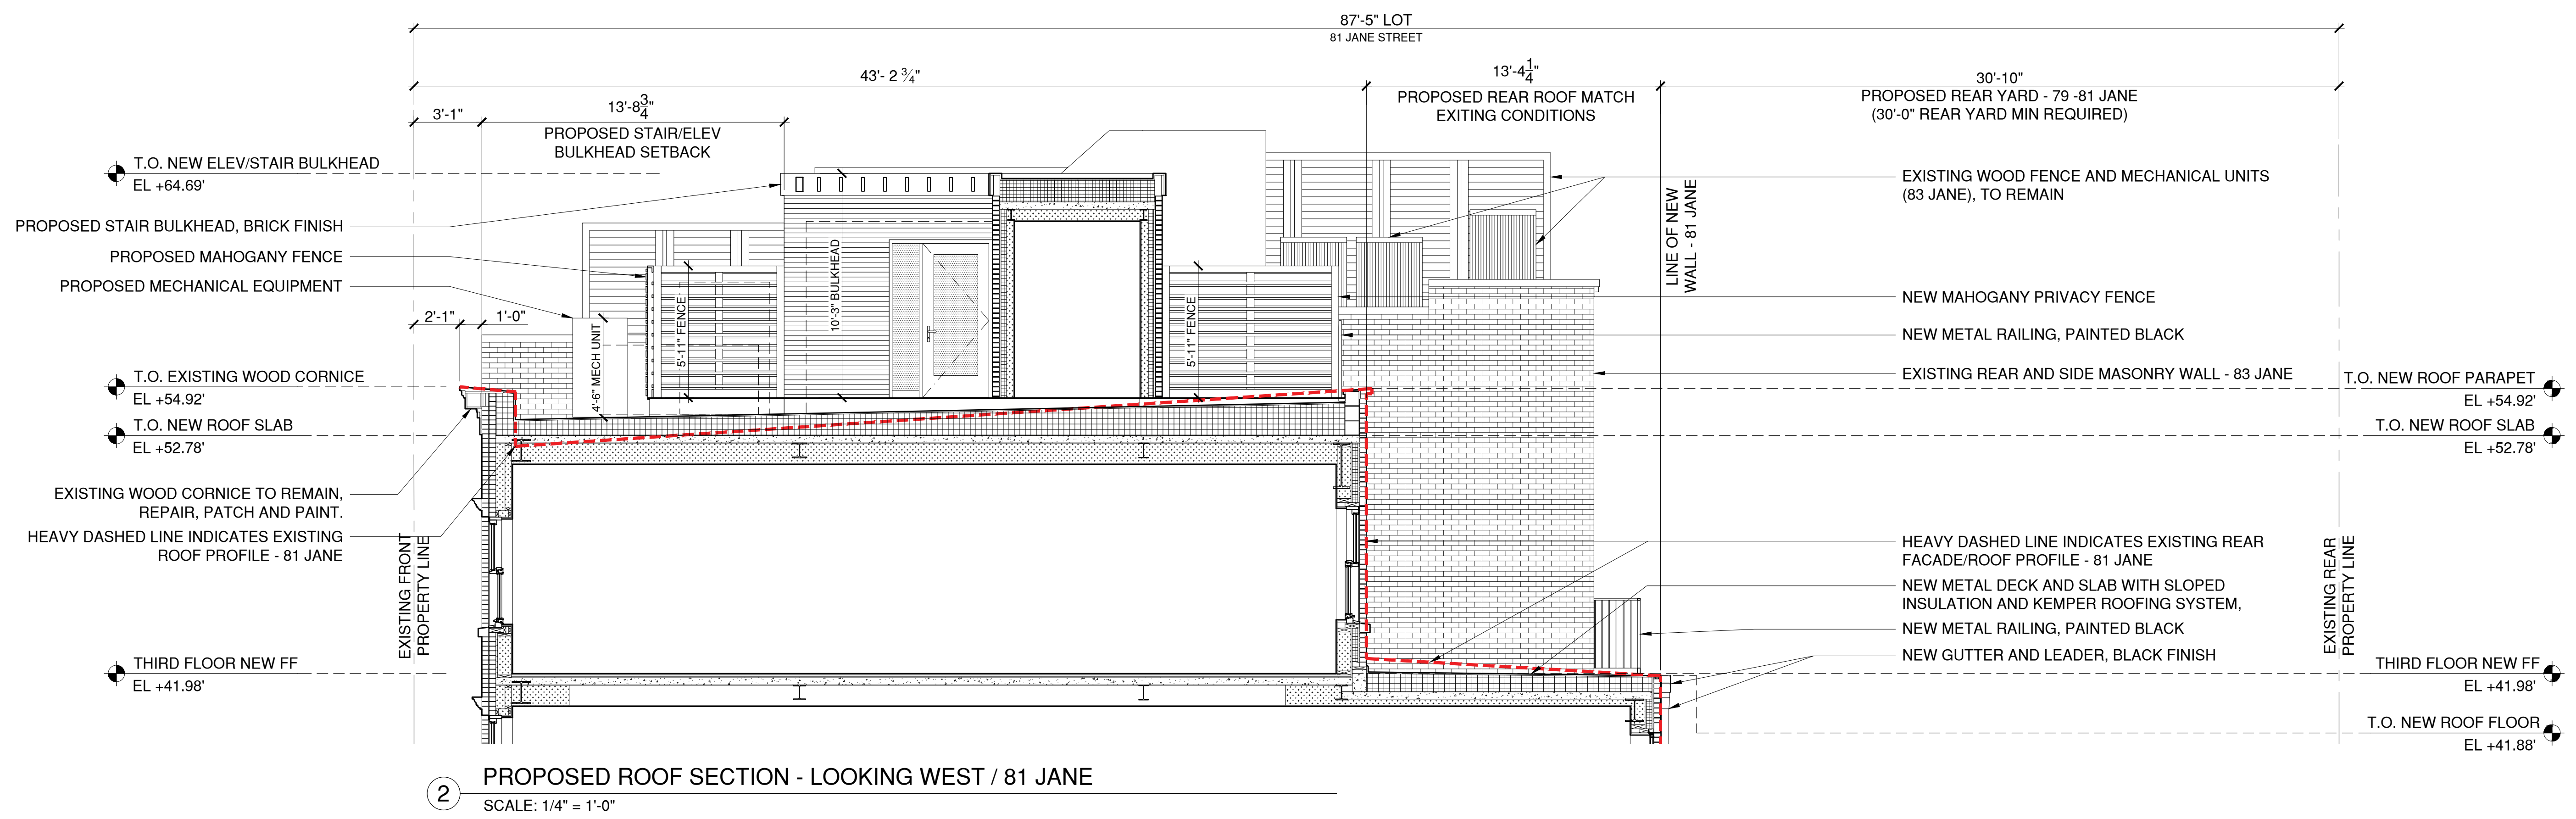 87'-5" LOT
81 JANE STREET
43'- 2 3/4"
13'-4 1/4"
30'-10"
PROPOSED REAR ROOF MATCH
EXITING CONDITIONS
PROPOSED REAR YARD - 79 -81 JANE
(30'-0" REAR YARD MIN REQUIRED)
3'-1"
13'-8 3/4"
PROPOSED STAIR/ELEV
BULKHEAD SETBACK
T.O. NEW ELEV/STAIR BULKHEAD
EL +64.69'
PROPOSED STAIR BULKHEAD, BRICK FINISH
PROPOSED MAHOGANY FENCE
PROPOSED MECHANICAL EQUIPMENT
2'-1"
1'-0"
T.O. EXISTING WOOD CORNICE
EL +54.92'
T.O. NEW ROOF SLAB
EL +52.78'
EXISTING WOOD CORNICE TO REMAIN,
REPAIR, PATCH AND PAINT.
HEAVY DASHED LINE INDICATES EXISTING
ROOF PROFILE - 81 JANE
EXISTING FRONT
PROPERTY LINE
THIRD FLOOR NEW FF
EL +41.98'
4'-6" MECH UNIT
5'-11" FENCE
10'-3" BULKHEAD
5'-11" FENCE
LINE OF NEW
WALL - 81 JANE
EXISTING WOOD FENCE AND MECHANICAL UNITS
(83 JANE), TO REMAIN
NEW MAHOGANY PRIVACY FENCE
NEW METAL RAILING, PAINTED BLACK
EXISTING REAR AND SIDE MASONRY WALL - 83 JANE
T.O. NEW ROOF PARAPET
EL +54.92'
T.O. NEW ROOF SLAB
EL +52.78'
HEAVY DASHED LINE INDICATES EXISTING REAR
FACADE/ROOF PROFILE - 81 JANE
NEW METAL DECK AND SLAB WITH SLOPED
INSULATION AND KEMPER ROOFING SYSTEM,
NEW METAL RAILING, PAINTED BLACK
NEW GUTTER AND LEADER, BLACK FINISH
EXISTING REAR
PROPERTY LINE
THIRD FLOOR NEW FF
EL +41.98'
T.O. NEW ROOF FLOOR
EL +41.88'
2
PROPOSED ROOF SECTION - LOOKING WEST / 81 JANE
SCALE: 1/4" = 1'-0"